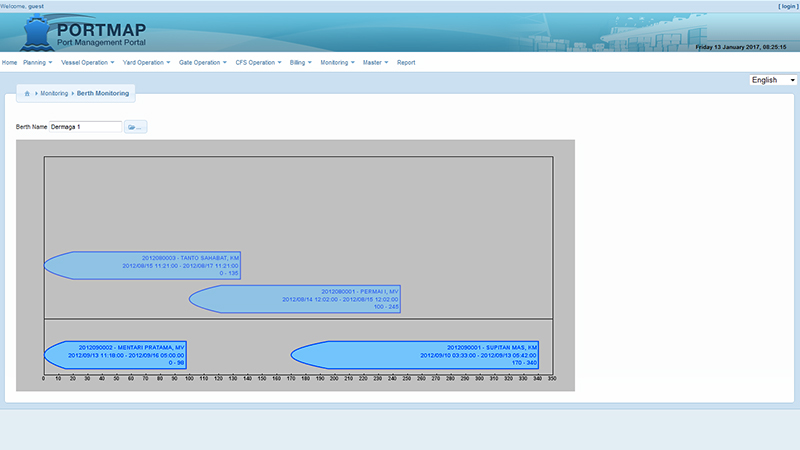 Welcome, guest
[ login ]
PORTMAP
Port Management Portal
Friday 13 January 2017, 08:25:15
Home Planning Vessel Operation Yard Operation Gate Operation CFS Operation Billing Monitoring Master Report
English
Monitoring Berth Monitoring
Berth Name Dermaga 1 ...
2012080003 - TANTO SAHABAT, KM
2012/08/15 11:21:00 - 2012/08/17 11:21:00
0 - 135
2012080001 - PERMAI I, MV
2012/08/14 12:02:00 - 2012/08/15 12:02:00
100 - 245
2012090002 - MENTARI PRATAMA, MV
2012/09/13 11:18:00 - 2012/09/16 05:00:00
0 - 98
2012090001 - SUPITAN MAS, KM
2012/09/10 03:33:00 - 2012/09/13 05:42:00
170 - 340
0 10 20 30 40 50 60 70 80 90 100 110 120 130 140 150 160 170 180 190 200 210 220 230 240 250 260 270 280 290 300 310 320 330 340 350